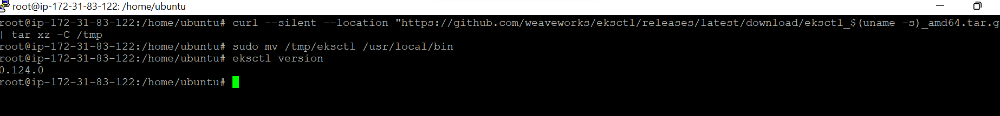 root@ip-172-31-83-122: /home/ubuntu
root@ip-172-31-83-122:/home/ubuntu# curl --silent --location "https://github.com/weaveworks/eksctl/releases/latest/download/eksctl_$(uname -s)_amd64.tar.g
| tar xz -C /tmp
root@ip-172-31-83-122:/home/ubuntu# sudo mv /tmp/eksctl /usr/local/bin
root@ip-172-31-83-122:/home/ubuntu# eksctl version
0.124.0
root@ip-172-31-83-122:/home/ubuntu#